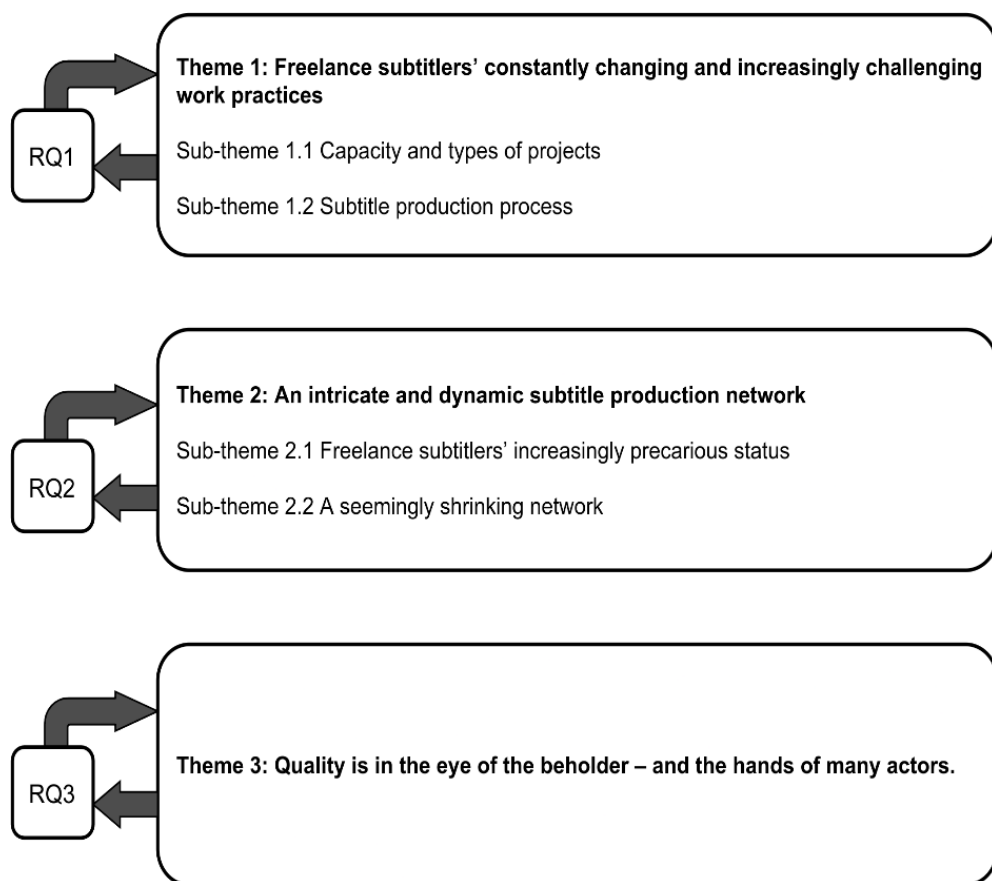 Theme 1: Freelance subtitlers’ constantly changing and increasingly challenging
work practices
RQ1
Sub-theme 1.1 Capacity and types of projects
Sub-theme 1.2 Subtitle production process
Theme 2: An intricate and dynamic subtitle production network
RQ2
Sub-theme 2.1 Freelance subtitlers’ increasingly precarious status
Sub-theme 2.2 A seemingly shrinking network
RQ3
Theme 3: Quality is in the eye of the beholder – and the hands of many actors.